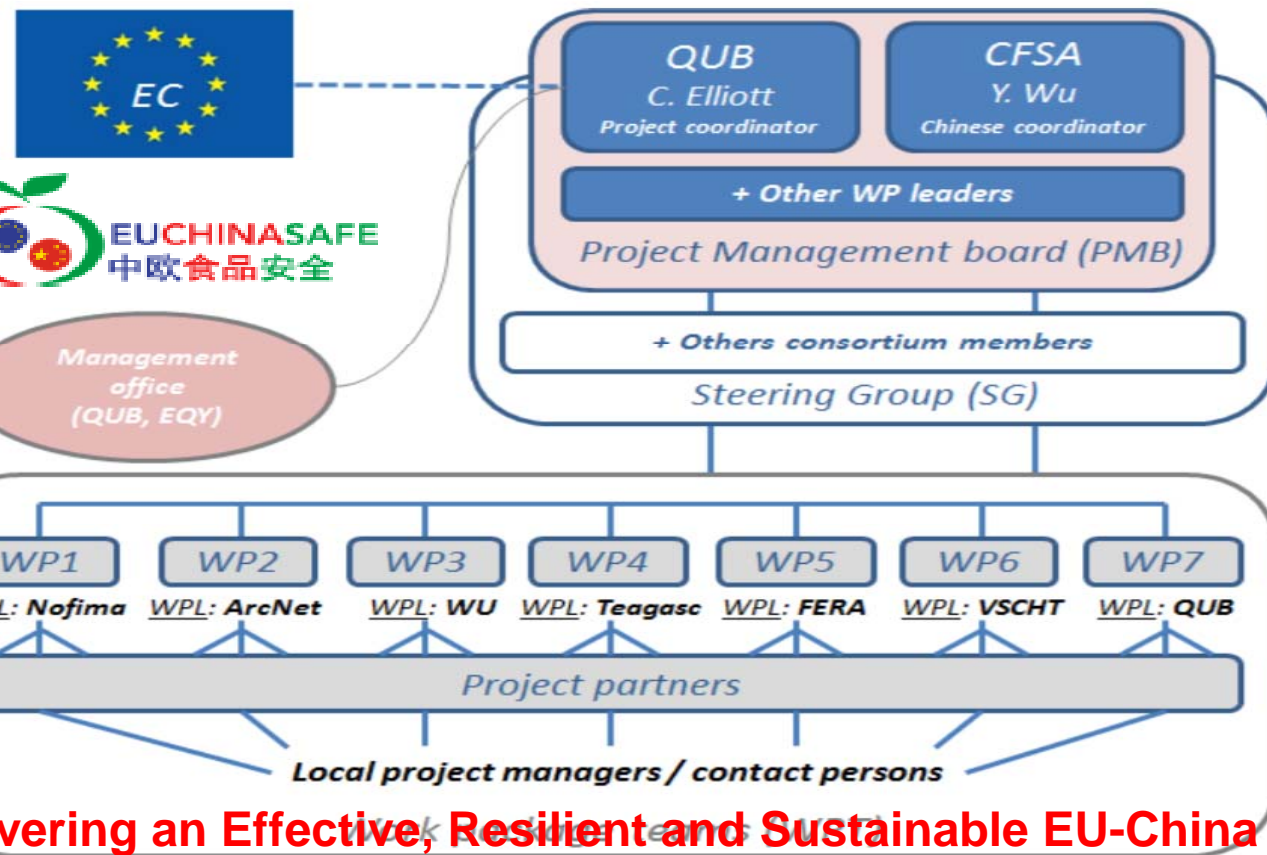 EC
QUB
C. Elliott
Project coordinator
CFSA
Y. Wu
Chinese coordinator
+ Other WP leaders
Project Management board (PMB)
EUCHINASAFE
中欧食品安全
+ Others consortium members
Steering Group (SG)
Management
office
(QUB, EQY)
WP1 WP2 WP3 WP4 WP5 WP6 WP7
L: Nofima WPL: ArcNet WPL: WU WPL: Teagasc WPL: FERA WPL: VSCHT WPL: QUB
Project partners
Local project managers / contact persons
vering an Effective, Resilient and Sustainable EU-China